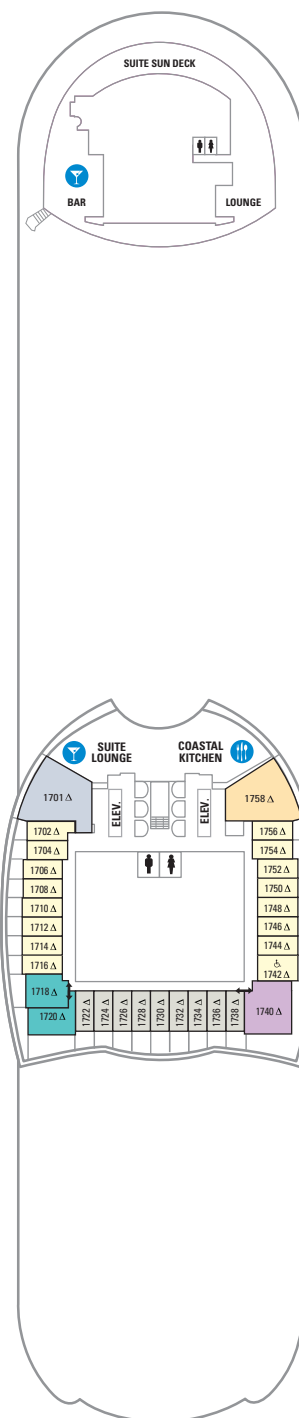 SUITE SUN DECK
BAR
LOUNGE
SUITE
LOUNGE
COASTAL
KITCHEN
ELEV.
ELEV.
1701 Δ
1758 Δ
1702 Δ
1756 Δ
1704 Δ
1754 Δ
1706 Δ
1752 Δ
1708 Δ
1750 Δ
1710 Δ
1748 Δ
1712 Δ
1746 Δ
1714 Δ
1744 Δ
1716 Δ
1742 Δ
1718 Δ
1720 Δ
1722 Δ
1724 Δ
1726 Δ
1728 Δ
1730 Δ
1732 Δ
1734 Δ
1736 Δ
1738 Δ
1740 Δ